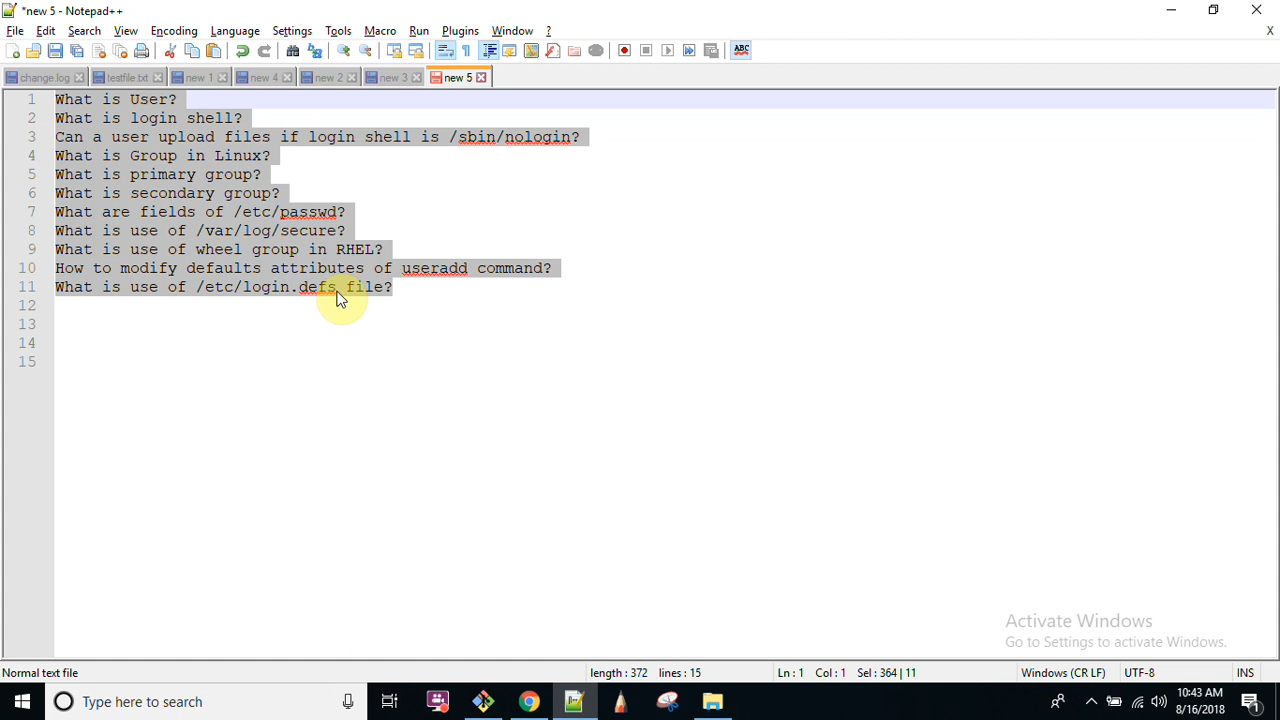 *new 5 - Notepad++
File Edit Search View Encoding Language Settings Tools Macro Run Plugins Window ? X
ABC
change.log testfile.txt new 1 new 4 new 2 new 3 new 5
1 What is User?
2 What is login shell?
3 Can a user upload files if login shell is /sbin/nologin?
4 What is Group in Linux?
5 What is primary group?
6 What is secondary group?
7 What are fields of /etc/passwd?
8 What is use of /var/log/secure?
9 What is use of wheel group in RHEL?
10 How to modify defaults attributes of useradd command?
11 What is use of /etc/login.defs file?
12
13
14
15
Activate Windows
Go to Settings to activate Windows.
Normal text file length : 372 lines : 15 Ln : 1 Col : 1 Sel : 364 | 11 Windows (CR LF) UTF-8 INS
Type here to search
10:43 AM
8/16/2018
1